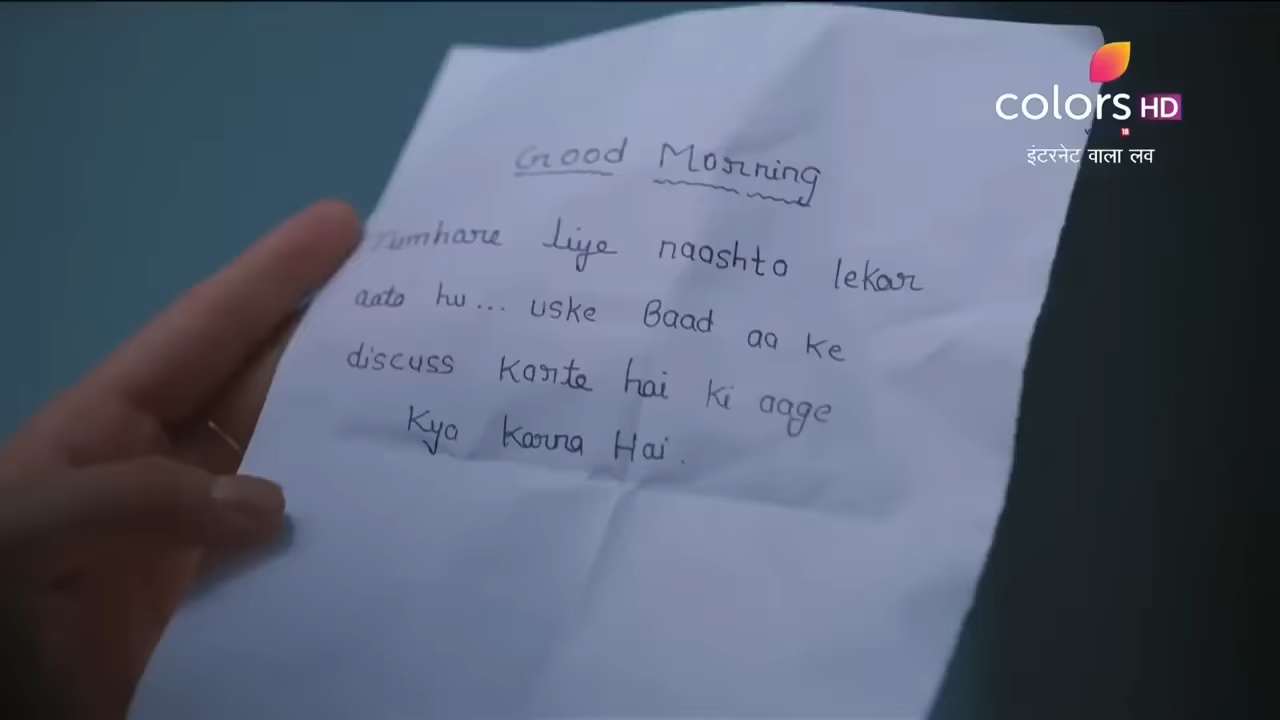 Good Morning
Tumhare liye naashta lekar
aata hu... uske Baad aa ke
discuss karte hai ki aage
Kya Karna Hai.
colors HD
इंटरनेट वाला लव